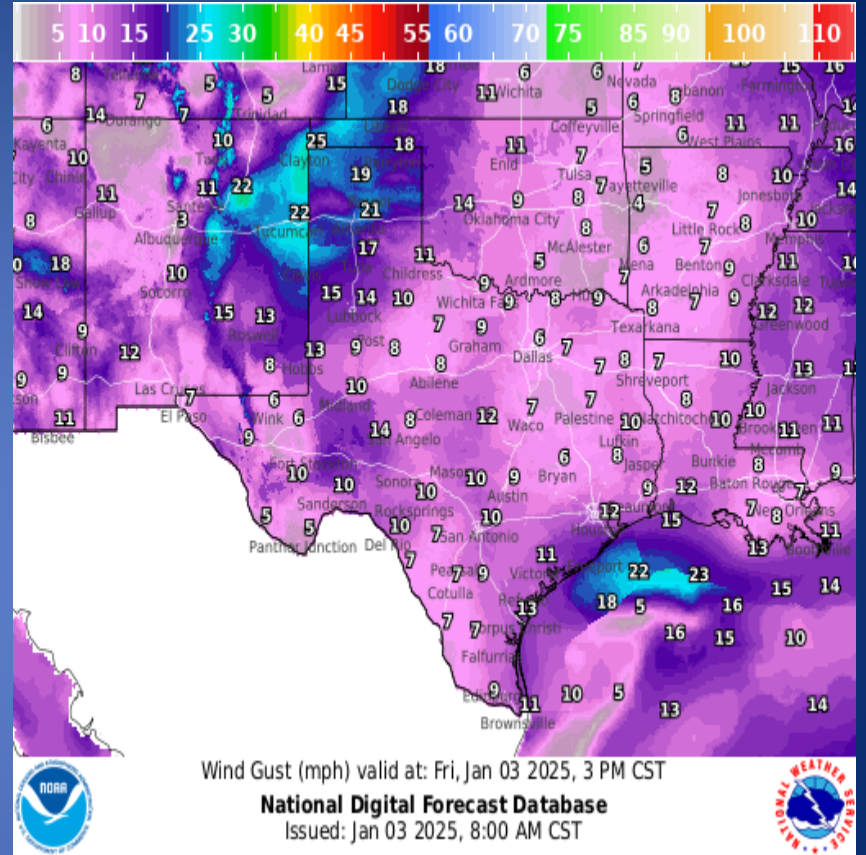 5 10 15 25 30 40 45 55 60 70 75 85 90 100 110
8 5 Lama 15 18 6 6 7 15 16
Dodge City Nevada Farmington
7 5 11 Wichita 8 Lebanon
14 Durango 7 Trinidad 18 5 6 Springfield
6 Coffeyville 6 11 11
Kayenta 10 25 18 11 West Plains 16
10 Clayton Enid 7 5
19 Tulsa 8 10 14
11 11 22 7 Fayetteville Jonesboro
Gallup 22 21 14 9 8 4 7 10
8 3 Oklahoma City 8 Little Rock 8 Memphis
Albuquerque Tucumcari McAlester
18 17 11 5 6 7 11
10 Childress Mena Benton 9 Clarksdale
Socorro 9 Ardmore 7
14 15 13 15 14 10 Wichita Falls 9 8 9 Arkadelphia 7 9 12 12
Roswell Lubbock 8 Greenwood
9 7 9 Texarkana
Clifton 12 13 9 Post 8 Graham 6 7 8 7 10
8 Hobbs Dallas 7 13
9 9 8 Shreveport Jackson
Las Cruces 7 6 10 Abilene 8
El Paso Wink 6 Midland 8 Coleman 12 7 7 Natchitoches 10 10
11 14 Waco Palestine 10 11 11
Bisbee 9 San Angelo Lufkin McComb
Fort Stockton Mason 6 8 Jasper Bunkie 8 9
10 10 Sonora 10 9 Bryan Baton Rouge
Sanderson 10 Austin 9 12 7
5 Rocksprings 10 12 15 7 8 New Orleans
5 10 7 San Antonio 11
Panther Junction Del Rio 13
7 11 Freeport
Pearsall 7 9 Victoria 22 23 15 14
Cotulla 13 18 5 16
7 7 Corpus Christi 16 15 10
Falfurrias
9 10 5 14
Edinburg 11 13
Brownsville
Wind Gust (mph) valid at: Fri, Jan 03 2025, 3 PM CST
National Digital Forecast Database
Issued: Jan 03 2025, 8:00 AM CST
NOAA
NATIONAL WEATHER SERVICE